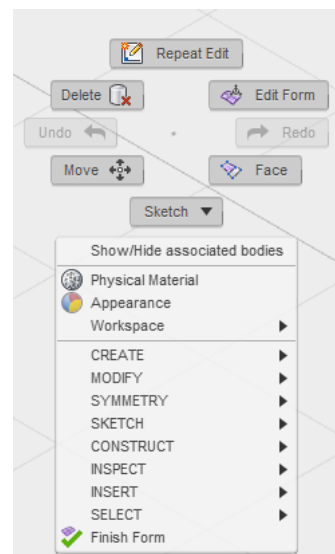 Repeat Edit
Delete
Edit Form
Undo
Redo
Move
Face
Sketch
Show/Hide associated bodies
Physical Material
Appearance
Workspace
CREATE
MODIFY
SYMMETRY
SKETCH
CONSTRUCT
INSPECT
INSERT
SELECT
Finish Form